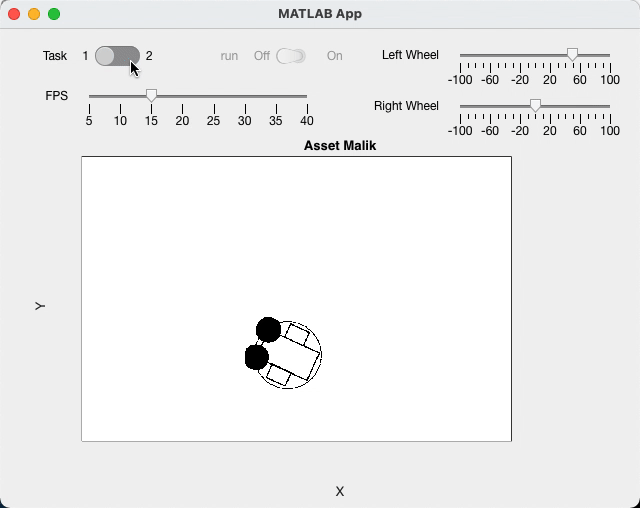 MATLAB App
Task 1 2 run Off On
Left Wheel
-100 -60 -20 20 60 100
FPS
5 10 15 20 25 30 35 40
Right Wheel
-100 -60 -20 20 60 100
Asset Malik
Y
X